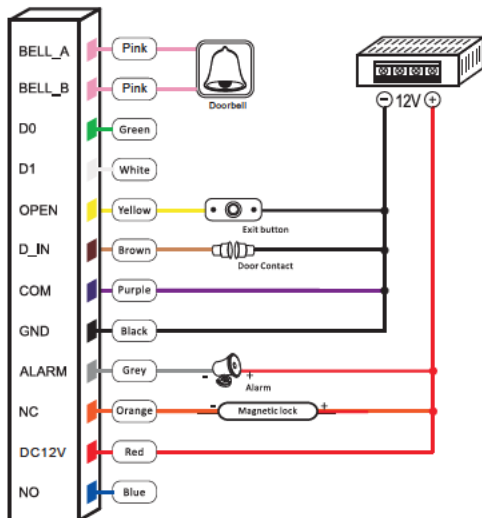 BELL_A Pink
BELL_B Pink
Doorbell
- 12V +
D0 Green
D1 White
OPEN Yellow
Exit button
D_IN Brown
Door Contact
COM Purple
GND Black
ALARM Grey - +
Alarm
NC Orange - Magnetic lock +
DC12V Red
NO Blue